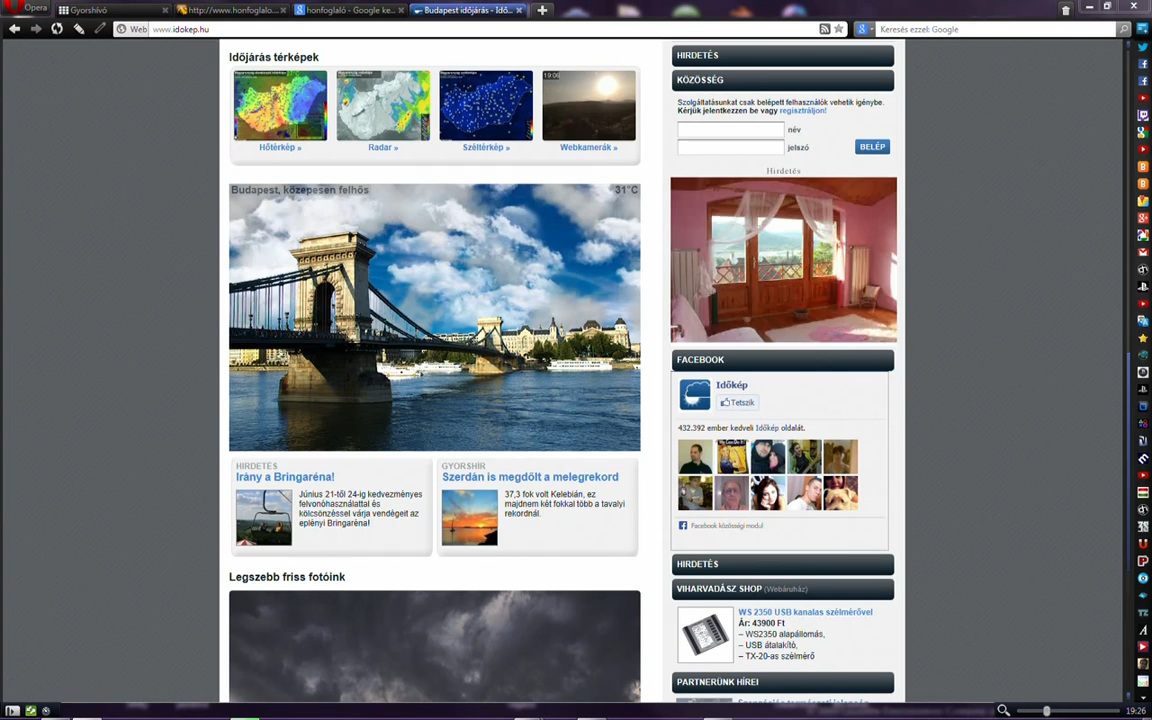 Opera
Gyorshívó
http://www.honfoglalo...
honfoglaló - Google ke...
Budapest időjárás - Idő...
Web
www.idokep.hu
Keresés ezzel: Google
Időjárás térképek
19:06
Hőtérkép »
Radar »
Széltérkép »
Webkamerák »
Budapest, közepesen felhős
31°C
HIRDETÉS
Irány a Bringaréna!
Június 21-től 24-ig kedvezményes
felvonóhasználattal és
kölcsönzéssel várja vendégeit az
eplényi Bringaréna!
GYORSHÍR
Szerdán is megdőlt a melegrekord
37,3 fok volt Kelebián, ez
majdnem két fokkal több a tavalyi
rekordnál.
Legszebb friss fotóink
HIRDETÉS
KÖZÖSSÉG
Szolgáltatásunkat csak belépett felhasználók vehetik igénybe.
Kérjük jelentkezzen be vagy regisztráljon!
név
jelszó
BELÉP
Hirdetés
FACEBOOK
Időkép
Tetszik
432.392 ember kedveli Időkép oldalát.
Facebook közösségi modul
HIRDETÉS
VIHARVADÁSZ SHOP (Webáruház)
WS 2350 USB kanalas szélmérővel
Ár: 43900 Ft
– WS2350 alapállomás,
– USB átalakító,
– TX-20-as szélmérő
PARTNERÜNK HÍREI
19:26